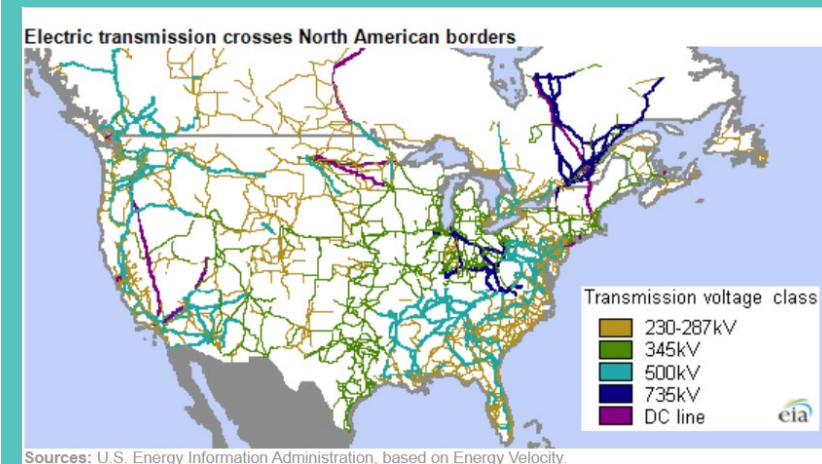 Electric transmission crosses North American borders
Transmission voltage class
230-287kV
345kV
500kV
735kV
DC line
eia
Sources: U.S. Energy Information Administration, based on Energy Velocity.